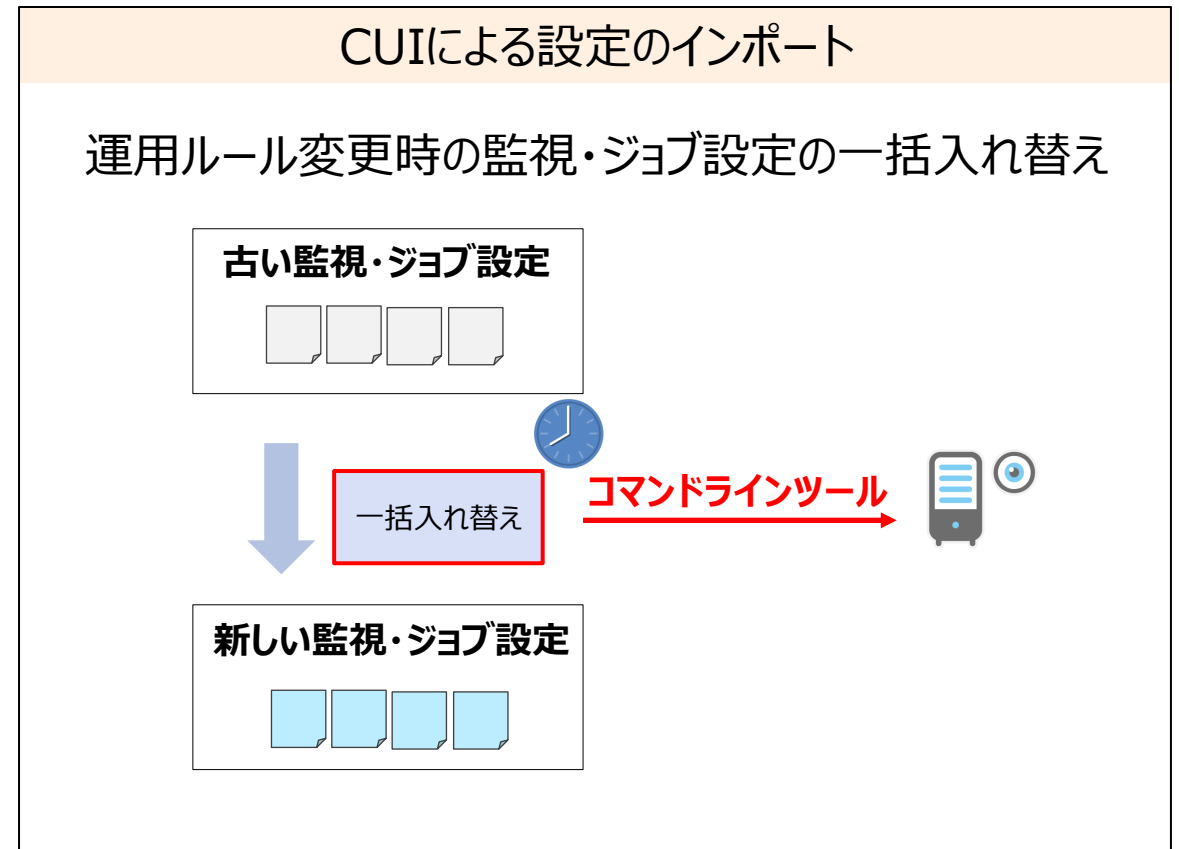 CUIによる設定のインポート
運用ルール変更時の監視・ジョブ設定の一括入れ替え
古い監視・ジョブ設定
一括入れ替え
コマンドラインツール
新しい監視・ジョブ設定